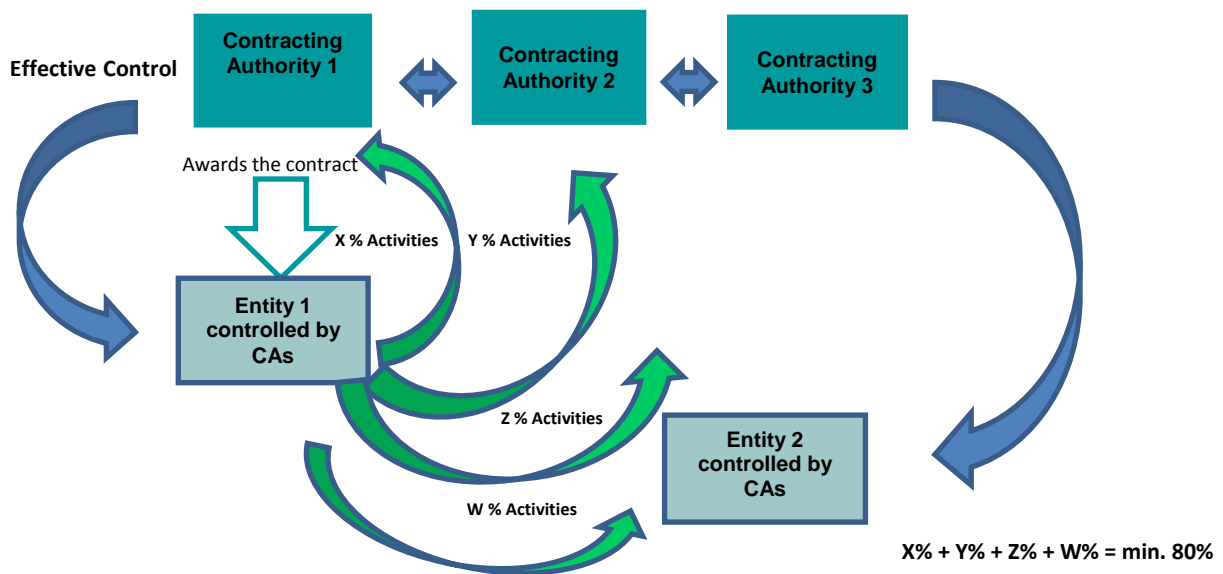 Contracting
Authority 1
Contracting
Authority 2
Contracting
Authority 3
Effective Control
Awards the contract
X % Activities
Y % Activities
Entity 1
controlled by
CAs
Z % Activities
Entity 2
controlled by
CAs
W % Activities
X% + Y% + Z% + W% = min. 80%